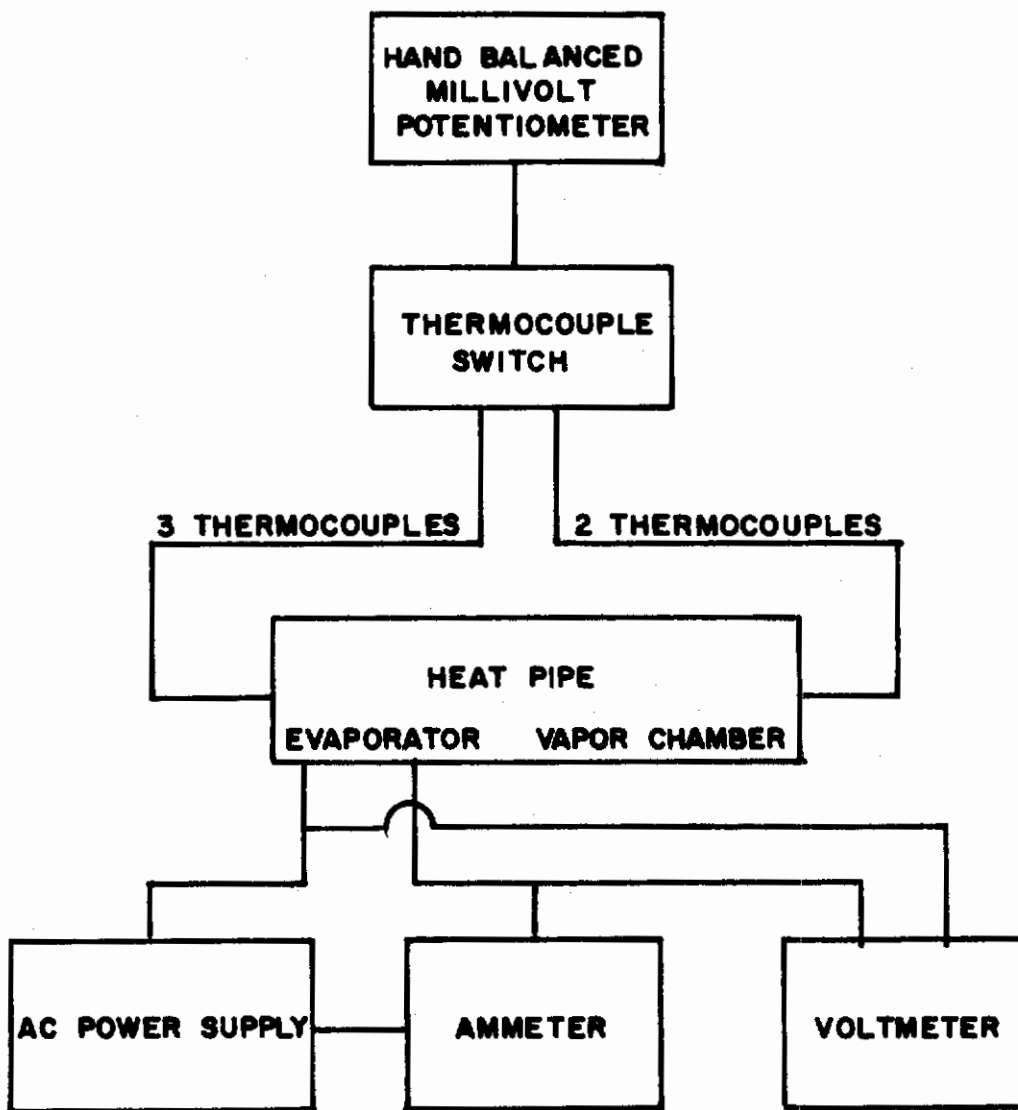 HAND BALANCED
MILLIVOLT
POTENTIOMETER
THERMOCOUPLE
SWITCH
3 THERMOCOUPLES
2 THERMOCOUPLES
HEAT PIPE
EVAPORATOR
VAPOR CHAMBER
AC POWER SUPPLY
AMMETER
VOLTMETER